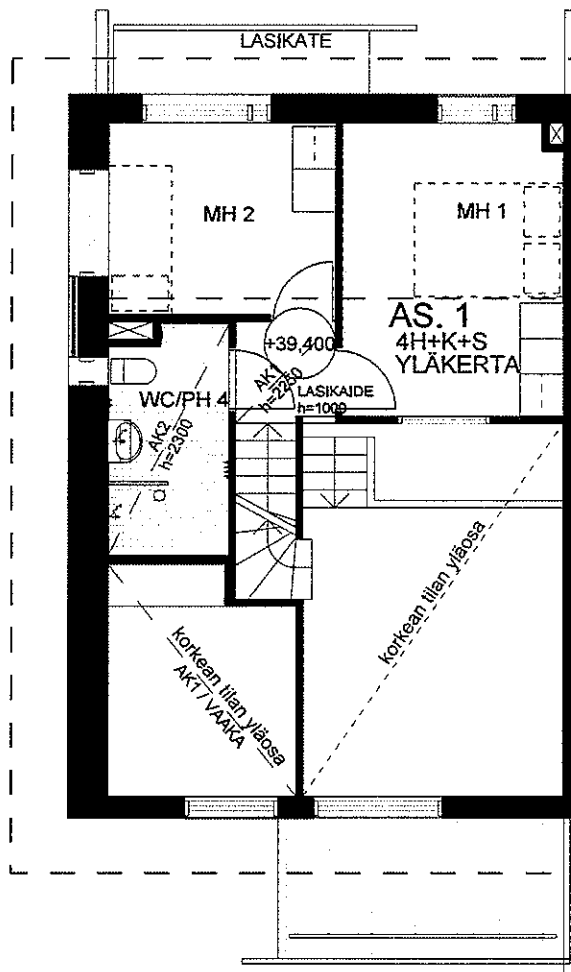 LASIKATE
MH 2
MH 1
AS. 1
4H+K+S
YLÄKERTA
+39,400
AK1
h=2250
LASIKAIDE
h=1000
WC/PH 4
AK2
h=2300
korkean tilan yläosa
AK1 / VAAKA
korkean tilan yläosa